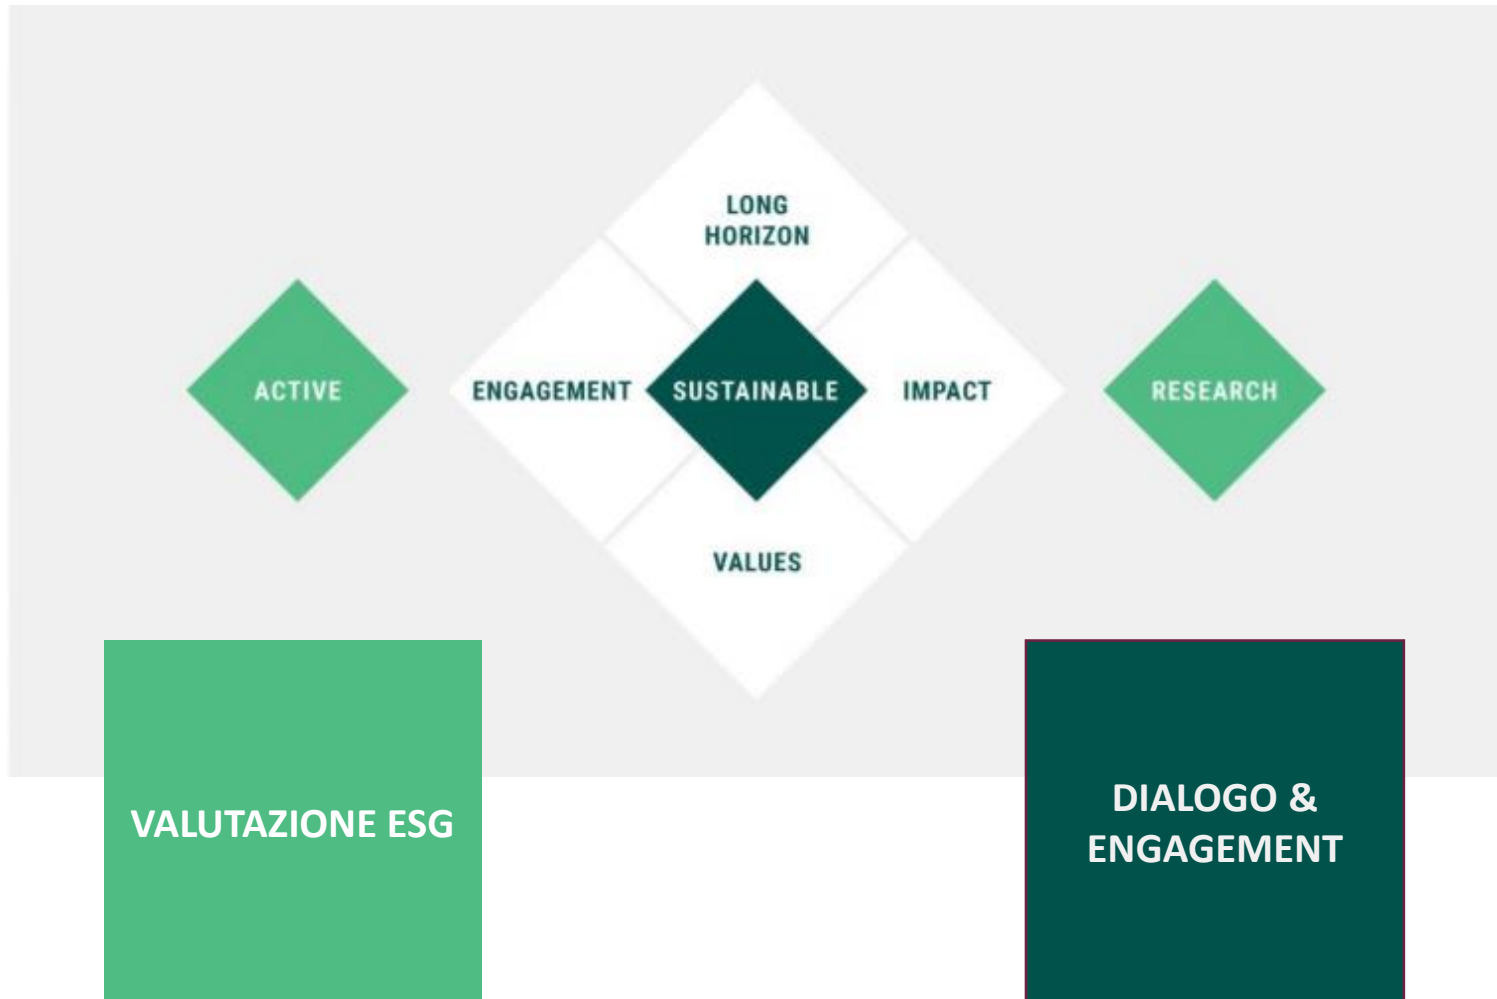 LONG
HORIZON
ACTIVE
ENGAGEMENT
SUSTAINABLE
IMPACT
RESEARCH
VALUES
VALUTAZIONE ESG
DIALOGO &
ENGAGEMENT